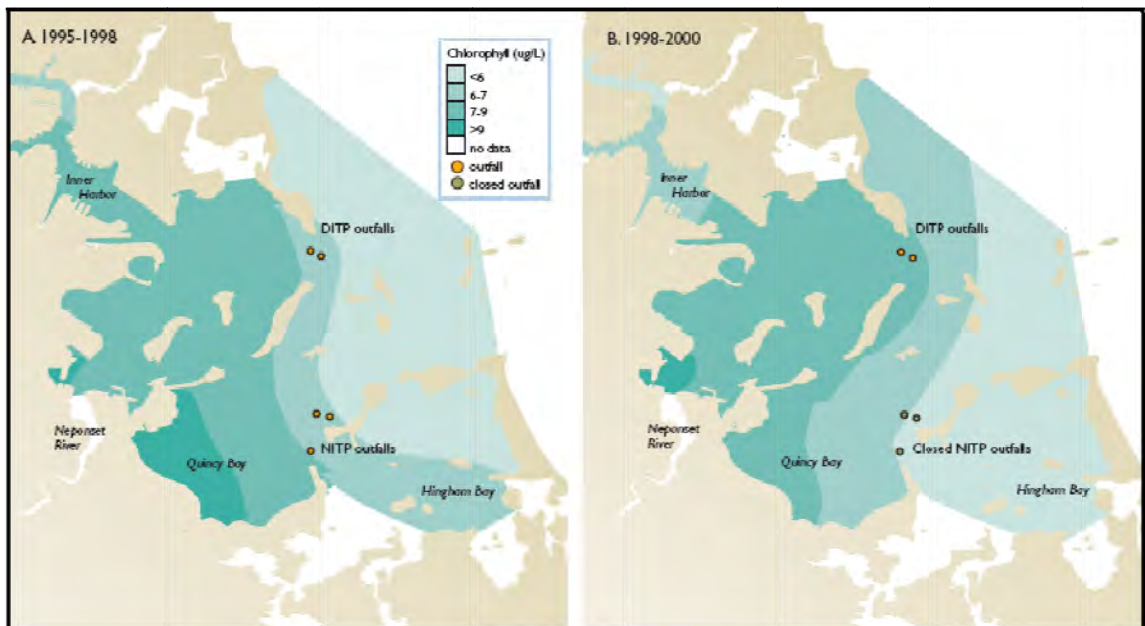 A. 1995-1998
Chlorophyll (ug/L)
<6
6-7
7-9
>9
no data
outfall
closed outfall
Inner
Harbor
DITP outfalls
Neponset
River
Quincy Bay
NITP outfalls
Hingham Bay
B. 1998-2000
Inner
Harbor
DITP outfalls
Neponset
River
Quincy Bay
Closed NITP outfalls
Hingham Bay